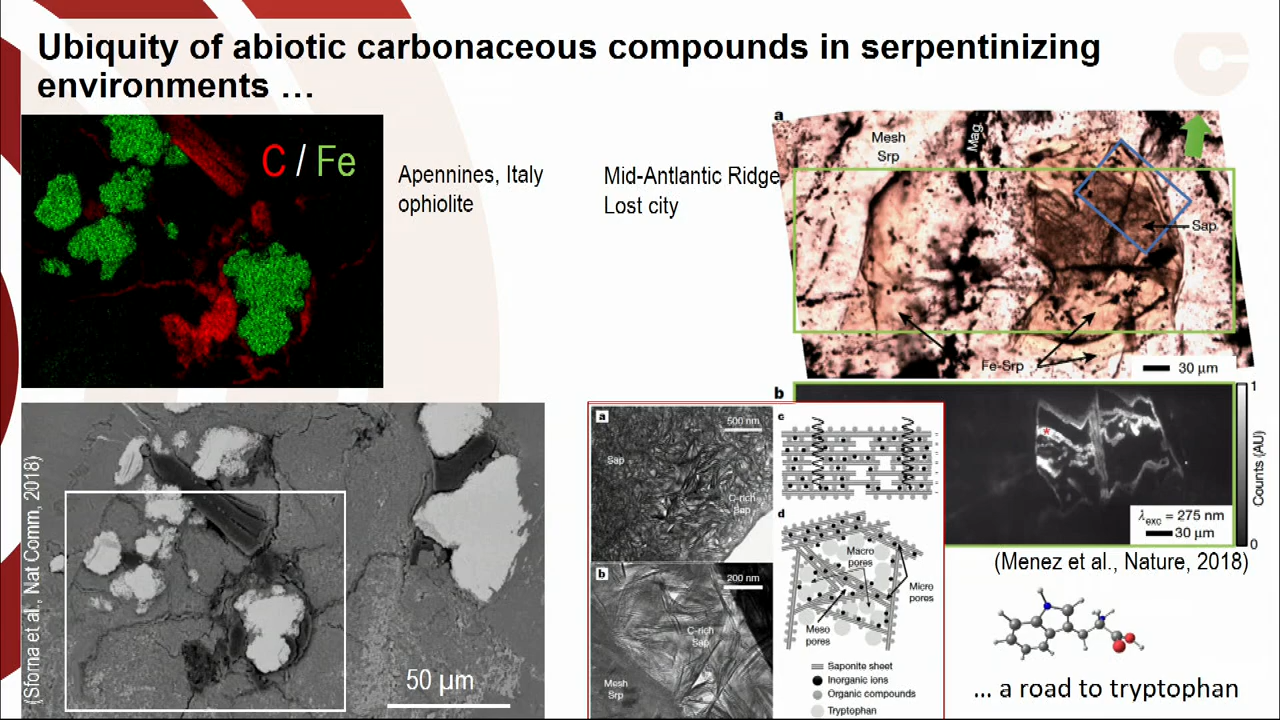 Ubiquity of abiotic carbonaceous compounds in serpentinizing
environments ...
C / Fe
Apennines, Italy
ophiolite
Mid-Antlantic Ridge
Lost city
a
Mesh
Srp
Mag
Sap
Fe-Srp
30 µm
b
1
Counts (AU)
0
λexc = 275 nm
30 µm
*
(Menez et al., Nature, 2018)
(Sforna et al., Nat Comm, 2018)
50 µm
a
500 nm
Sap
C-rich
Sap
b
200 nm
C-rich
Sap
Mesh
Srp
c
d
Macro
pores
Micro
pores
Meso
pores
Saponite sheet
Inorganic ions
Organic compounds
Tryptophan
... a road to tryptophan